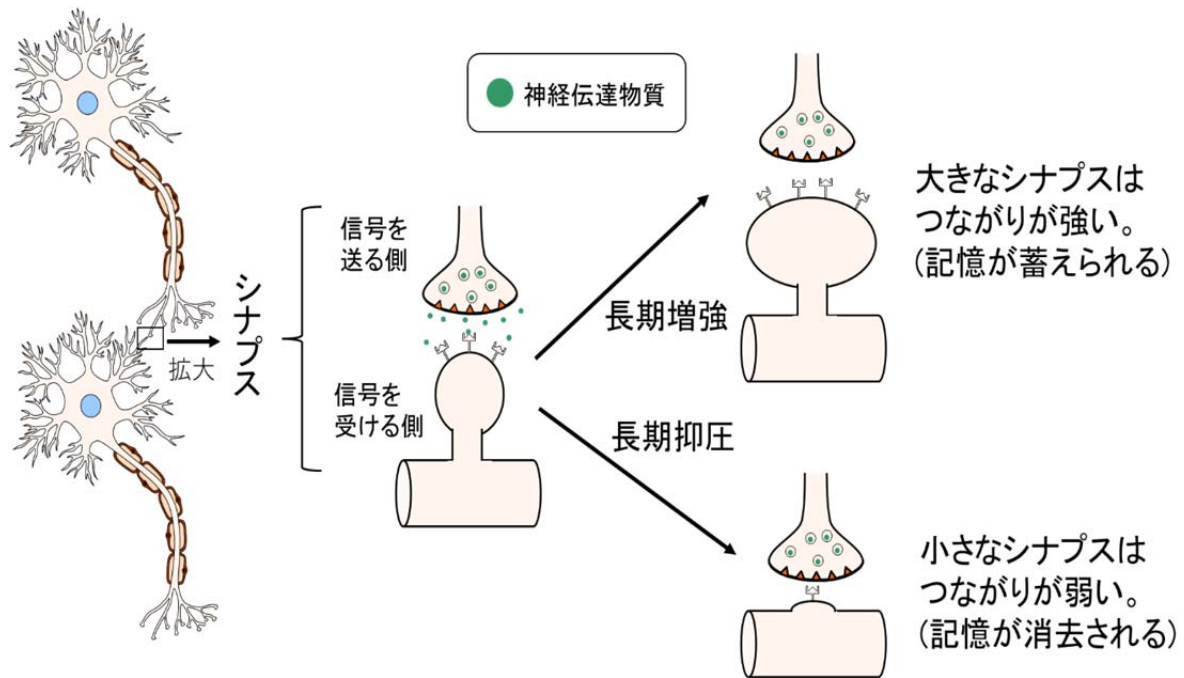 神経伝達物質
シナプス
拡大
信号を
送る側
信号を
受ける側
長期増強
長期抑圧
大きなシナプスは
つながりが強い。
(記憶が蓄えられる)
小さなシナプスは
つながりが弱い。
(記憶が消去される)